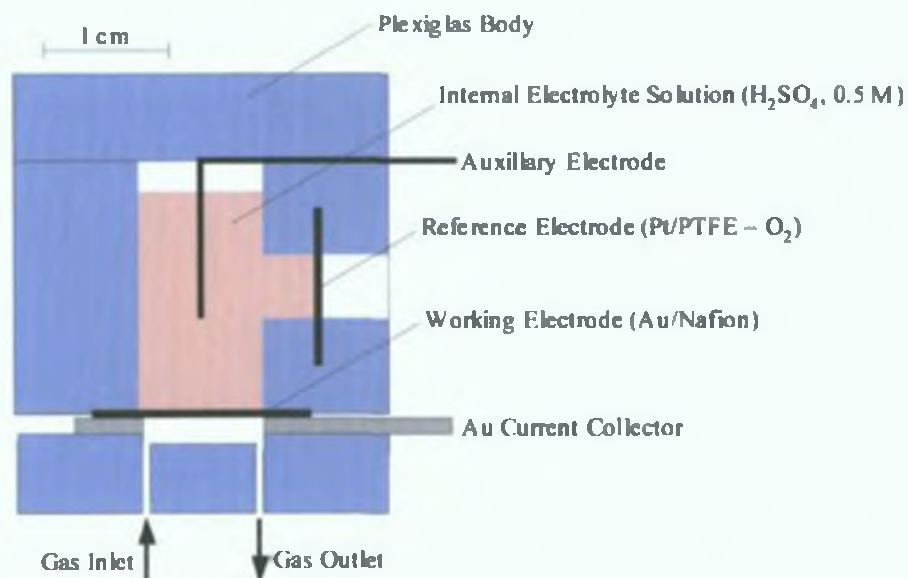 1 cm
Plexiglas Body
Internal Electrolyte Solution (H₂SO₄, 0.5 M)
Auxillary Electrode
Reference Electrode (Pt/PTFE – O₂)
Working Electrode (Au/Nafion)
Au Current Collector
Gas Inlet
Gas Outlet